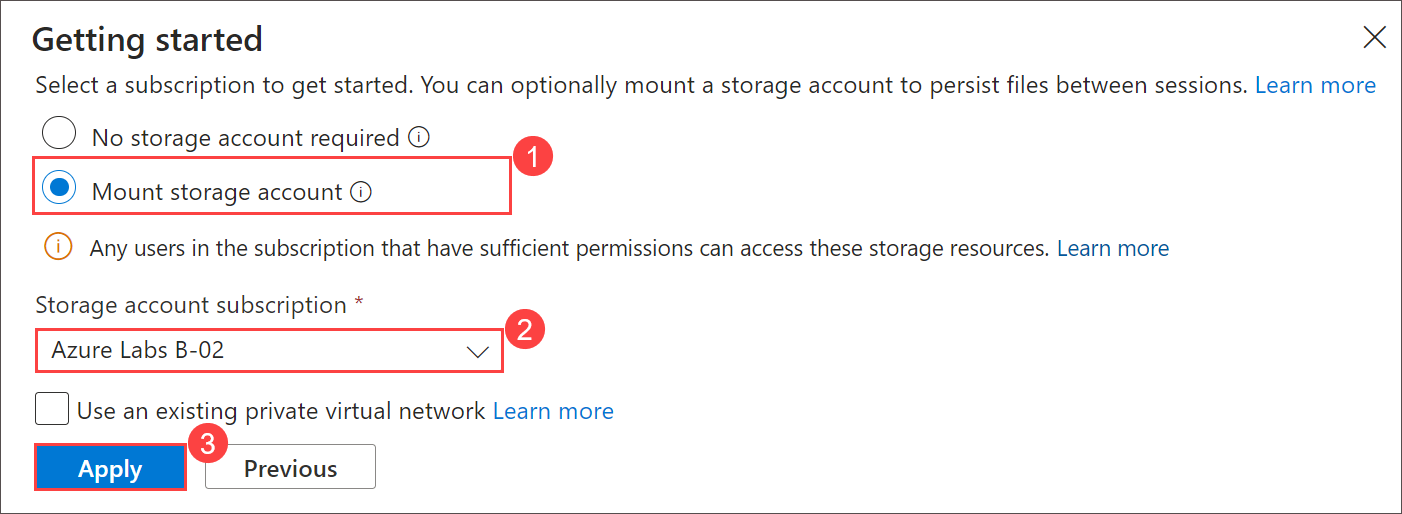 Getting started
Select a subscription to get started. You can optionally mount a storage account to persist files between sessions. Learn more
No storage account required
1
Mount storage account
Any users in the subscription that have sufficient permissions can access these storage resources. Learn more
Storage account subscription *
2
Azure Labs B-02
Use an existing private virtual network Learn more
3
Apply Previous